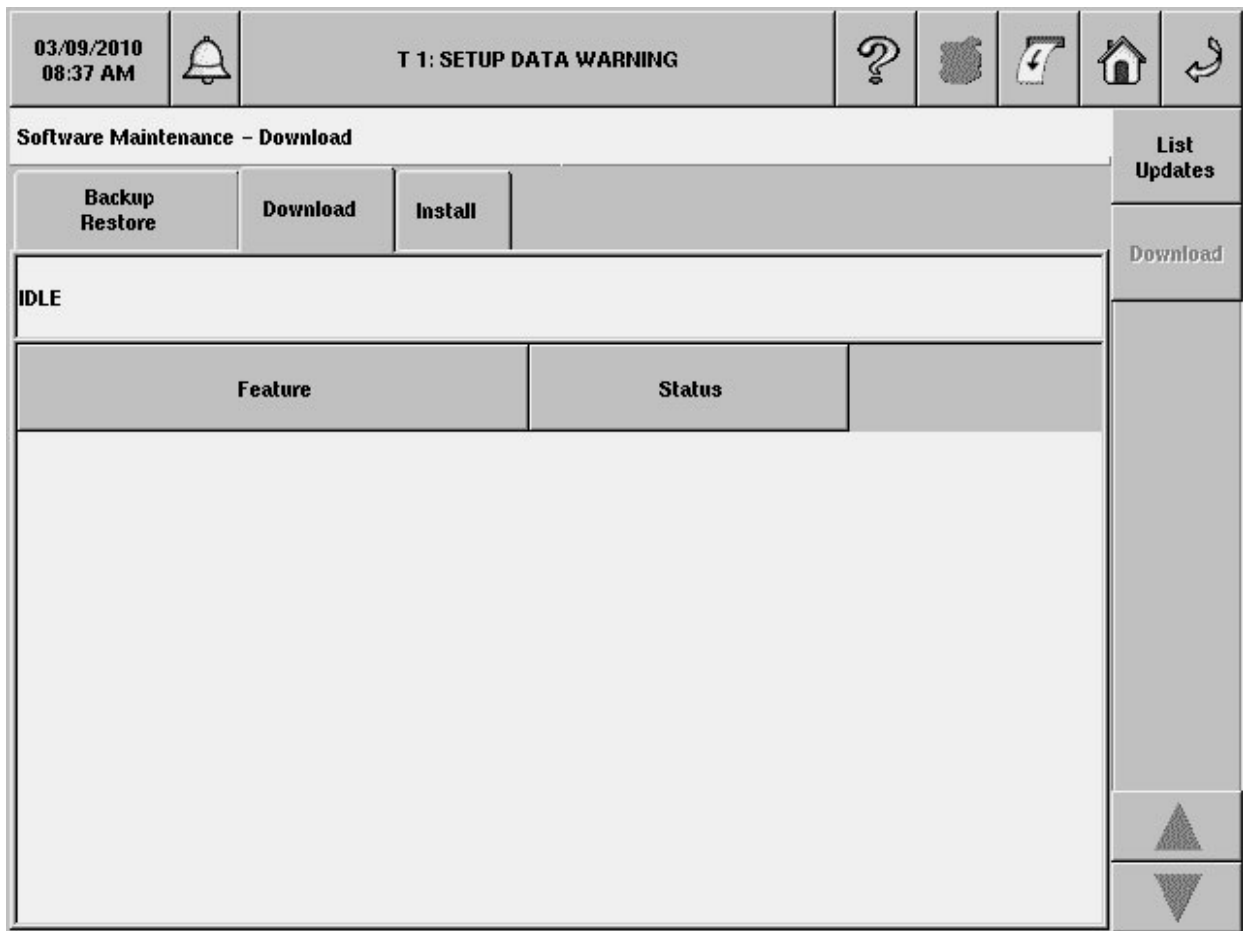 03/09/2010
08:37 AM
T 1: SETUP DATA WARNING
Software Maintenance – Download
List
Updates
Backup
Restore
Download
Install
Download
IDLE
Feature
Status